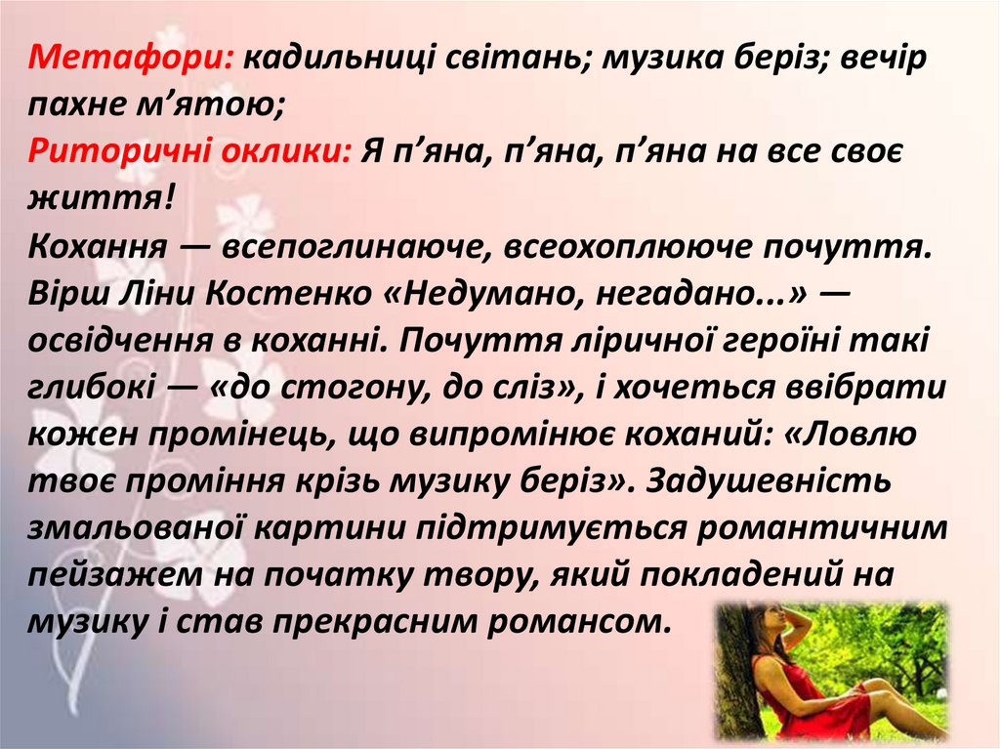 Метафори: кадильниці світань; музика беріз; вечір
пахне м’ятою;
Риторичні оклики: Я п’яна, п’яна, п’яна на все своє
життя!
Кохання — всепоглинаюче, всеохоплююче почуття.
Вірш Ліни Костенко «Недумано, негадано...» —
освідчення в коханні. Почуття ліричної героїні такі
глибокі — «до стогону, до сліз», і хочеться ввібрати
кожен промінець, що випромінює коханий: «Ловлю
твоє проміння крізь музику беріз». Задушевність
змальованої картини підтримується романтичним
пейзажем на початку твору, який покладений на
музику і став прекрасним романсом.